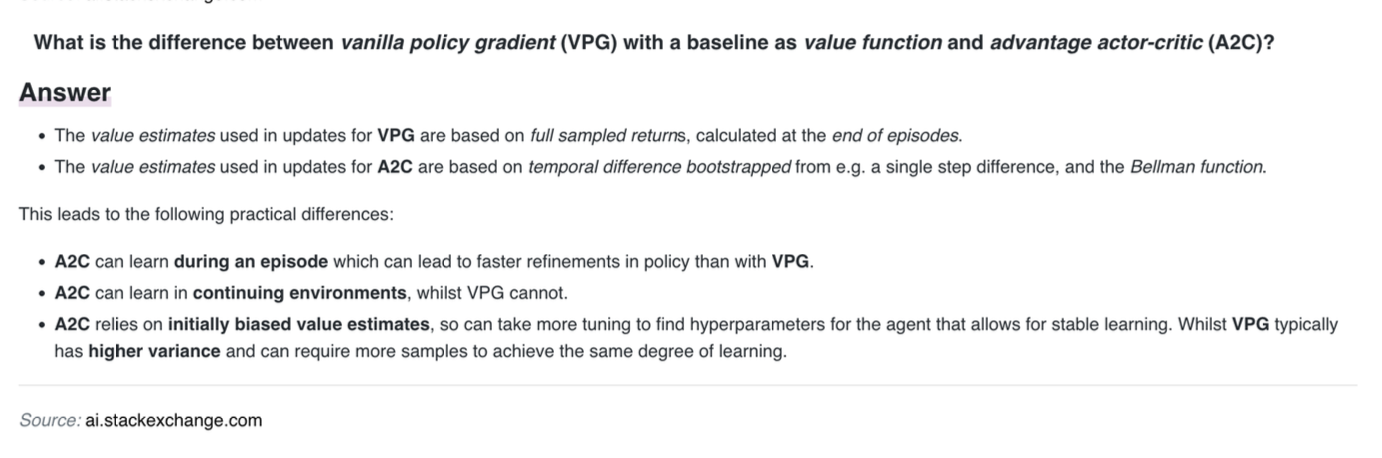 What is the difference between vanilla policy gradient (VPG) with a baseline as value function and advantage actor-critic (A2C)?
Answer
• The value estimates used in updates for VPG are based on full sampled returns, calculated at the end of episodes.
• The value estimates used in updates for A2C are based on temporal difference bootstrapped from e.g. a single step difference, and the Bellman function.
This leads to the following practical differences:
• A2C can learn during an episode which can lead to faster refinements in policy than with VPG.
• A2C can learn in continuing environments, whilst VPG cannot.
• A2C relies on initially biased value estimates, so can take more tuning to find hyperparameters for the agent that allows for stable learning. Whilst VPG typically
has higher variance and can require more samples to achieve the same degree of learning.
Source: ai.stackexchange.com